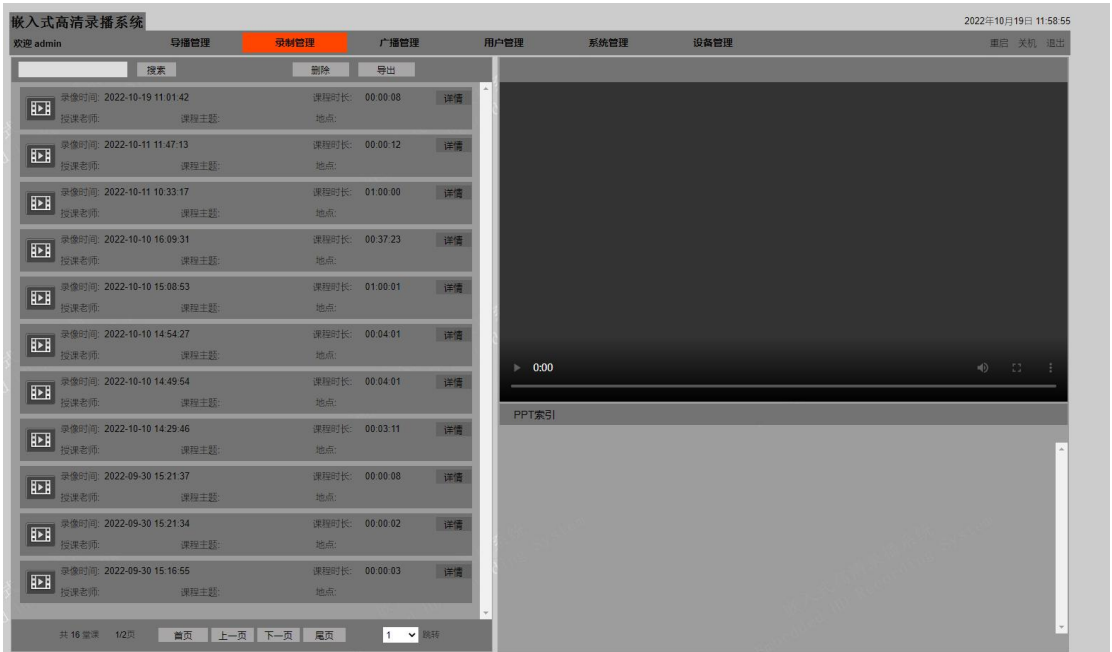 嵌入式高清录播系统 2022年10月19日 11:58:55
欢迎 admin 导播管理 录制管理 广播管理 用户管理 系统管理 设备管理 重启 关机 退出
搜索 删除 导出
录像时间: 2022-10-19 11:01:42 课程时长: 00:00:08 详情
授课老师: 课程主题: 地点:
录像时间: 2022-10-11 11:47:13 课程时长: 00:00:12 详情
授课老师: 课程主题: 地点:
录像时间: 2022-10-11 10:33:17 课程时长: 01:00:00 详情
授课老师: 课程主题: 地点:
录像时间: 2022-10-10 16:09:31 课程时长: 00:37:23 详情
授课老师: 课程主题: 地点:
录像时间: 2022-10-10 15:08:53 课程时长: 01:00:01 详情
授课老师: 课程主题: 地点:
录像时间: 2022-10-10 14:54:27 课程时长: 00:04:01 详情
授课老师: 课程主题: 地点:
录像时间: 2022-10-10 14:49:54 课程时长: 00:04:01 详情
授课老师: 课程主题: 地点:
录像时间: 2022-10-10 14:29:46 课程时长: 00:03:11 详情
授课老师: 课程主题: 地点:
录像时间: 2022-09-30 15:21:37 课程时长: 00:00:08 详情
授课老师: 课程主题: 地点:
录像时间: 2022-09-30 15:21:34 课程时长: 00:00:02 详情
授课老师: 课程主题: 地点:
录像时间: 2022-09-30 15:16:55 课程时长: 00:00:03 详情
授课老师: 课程主题: 地点:
共 16 堂课 1/2页 首页 上一页 下一页 尾页 1 跳转
0:00
PPT索引